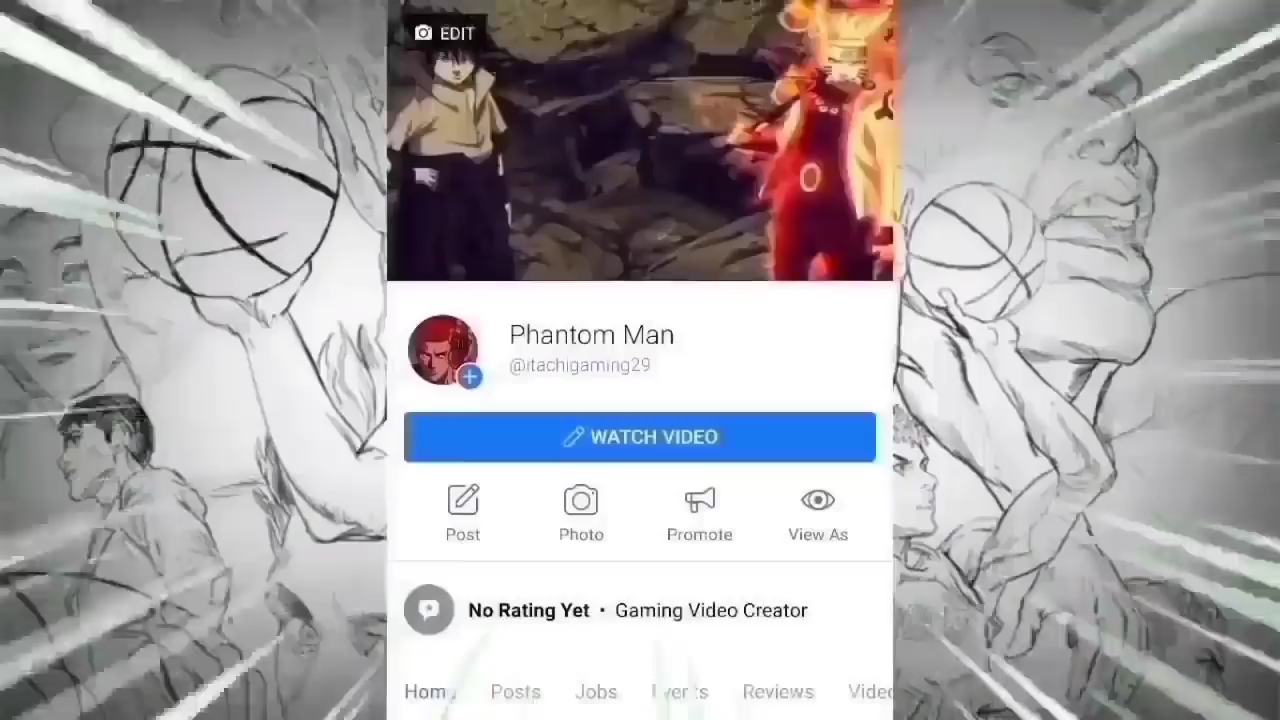 EDIT
Phantom Man
@itachigaming29
WATCH VIDEO
Post Photo Promote View As
No Rating Yet • Gaming Video Creator
Posts Jobs Reviews